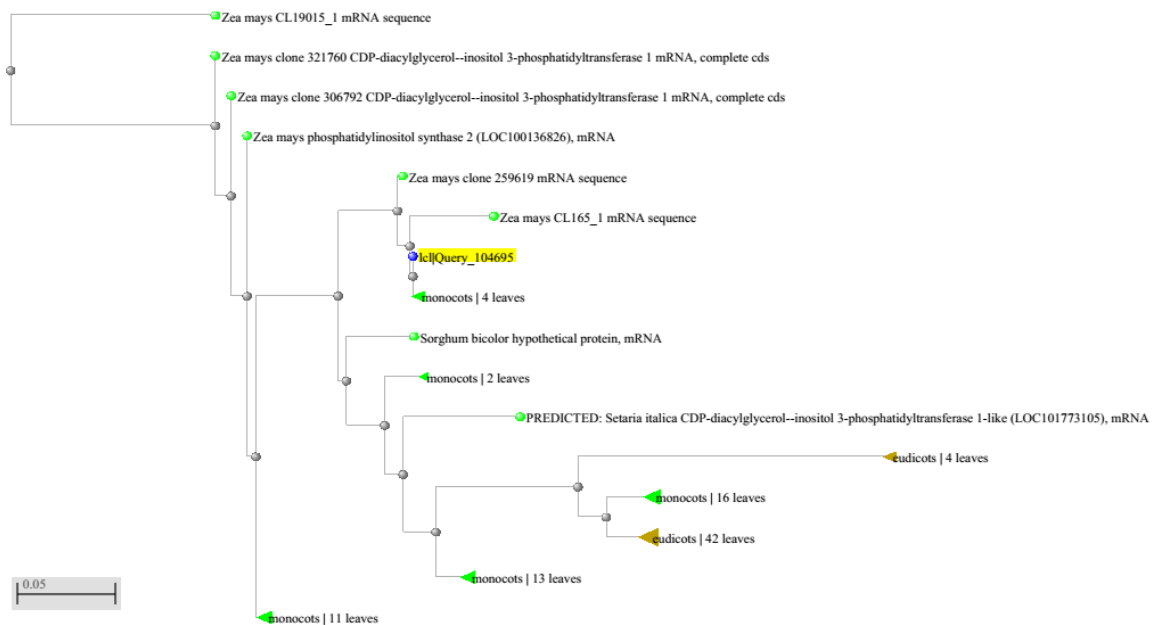 Zea mays CL19015_1 mRNA sequence
Zea mays clone 321760 CDP-diacylglycerol--inositol 3-phosphatidyltransferase 1 mRNA, complete cds
Zea mays clone 306792 CDP-diacylglycerol--inositol 3-phosphatidyltransferase 1 mRNA, complete cds
Zea mays phosphatidylinositol synthase 2 (LOC100136826), mRNA
Zea mays clone 259619 mRNA sequence
Zea mays CL165_1 mRNA sequence
lcl|Query_104695
monocots | 4 leaves
Sorghum bicolor hypothetical protein, mRNA
monocots | 2 leaves
PREDICTED: Setaria italica CDP-diacylglycerol--inositol 3-phosphatidyltransferase 1-like (LOC101773105), mRNA
eudicots | 4 leaves
monocots | 16 leaves
eudicots | 42 leaves
monocots | 13 leaves
0.05
monocots | 11 leaves